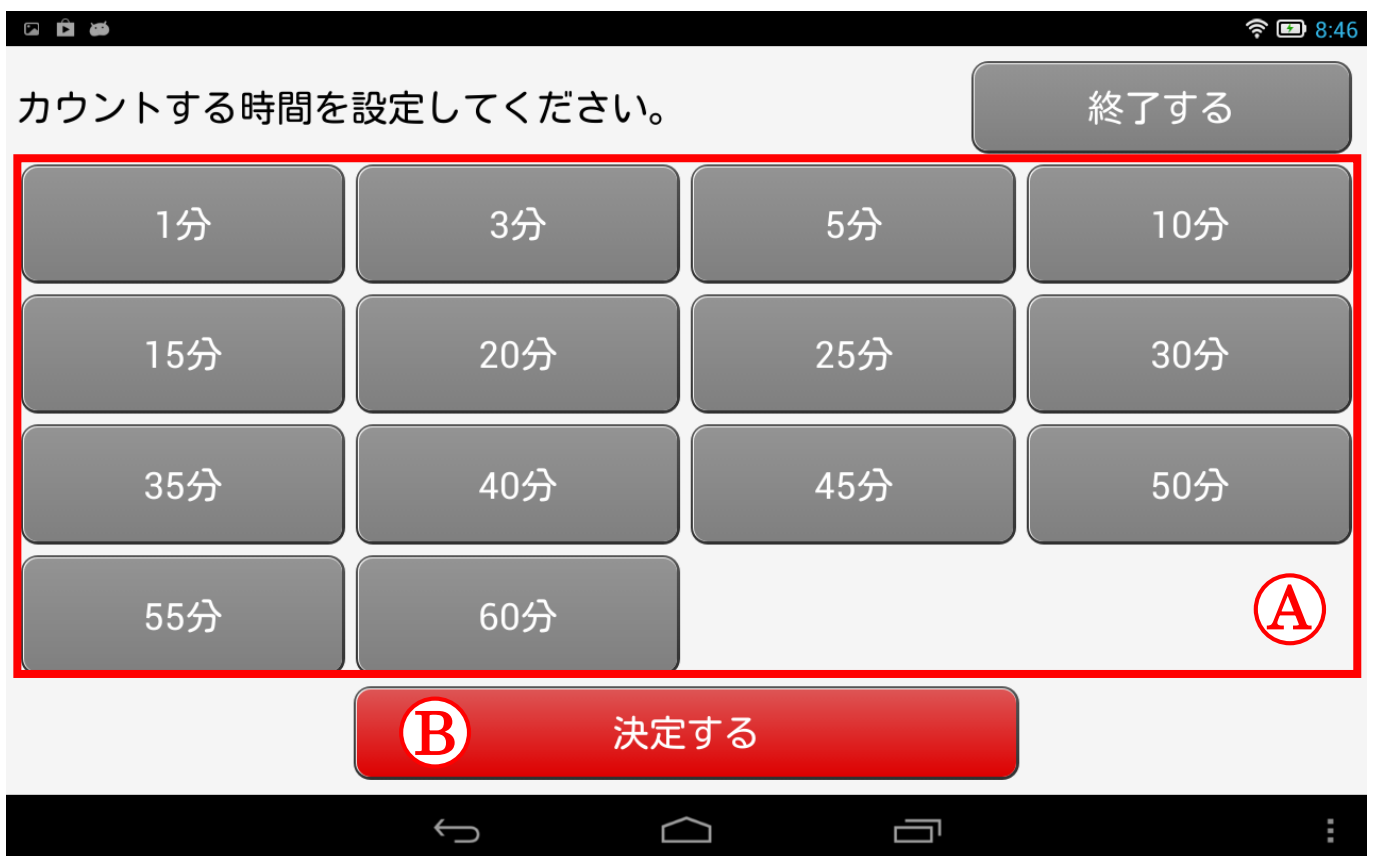 8:46
カウントする時間を設定してください。 終了する
1分 3分 5分 10分
15分 20分 25分 30分
35分 40分 45分 50分
55分 60分 Ⓐ
Ⓑ 決定する